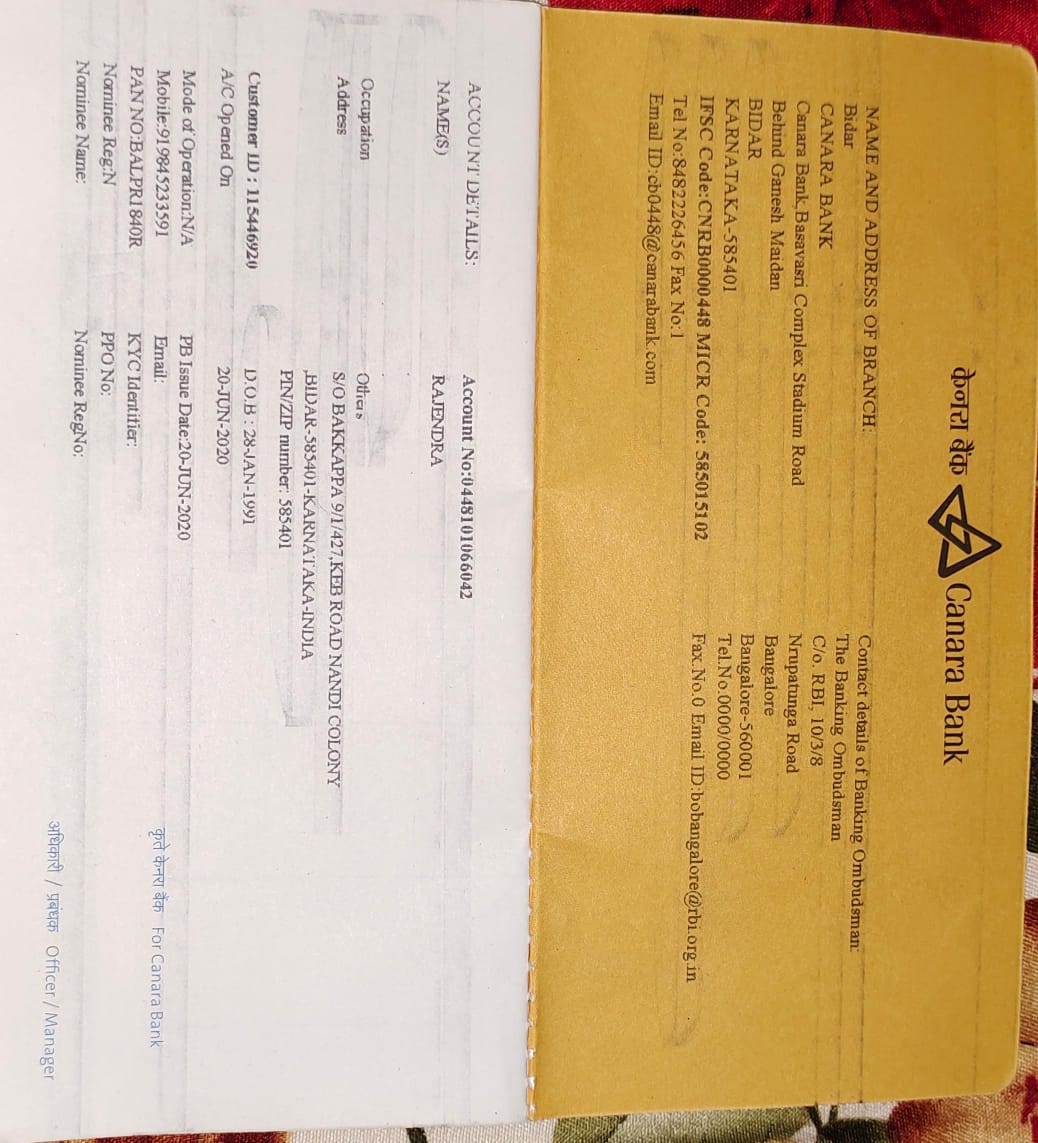 केनरा बैंक Canara Bank
NAME AND ADDRESS OF BRANCH:
Bidar
CANARA BANK
Canara Bank,Basavasri Complex Stadium Road
Behind Ganesh Maidan
BIDAR
KARNATAKA-585401
IFSC Code:CNRB0000448 MICR Code: 585015102
Tel No:8482226456 Fax No:1
Email ID:cb0448@canarabank.com
Contact details of Banking Ombudsman:
The Banking Ombudsman
C/o. RBI, 10/3/8
Nrupatunga Road
Bangalore
Bangalore-560001
Tel.No.0000/0000
Fax.No.0 Email ID:bobangalore@rbi.org.in
ACCOUNT DETAILS: Account No:0448101066042
NAME(S) RAJENDRA
Occupation Others
Address S/O BAKKAPPA 9/1/427,KEB ROAD NANDI COLONY
,BIDAR-585401-KARNATAKA-INDIA
PIN/ZIP number: 585401
Customer ID : 115446920 D.O.B : 28-JAN-1991
A/C Opened On 20-JUN-2020
Mode of Operation:N/A PB Issue Date:20-JUN-2020
Mobile:919845233591 Email:
PAN NO:BALPR1840R KYC Identifier:
Nominee Reg:N PPO No:
Nominee Name: Nominee RegNo:
कृते केनरा बैंक For Canara Bank
अधिकारी / प्रबंधक Officer / Manager